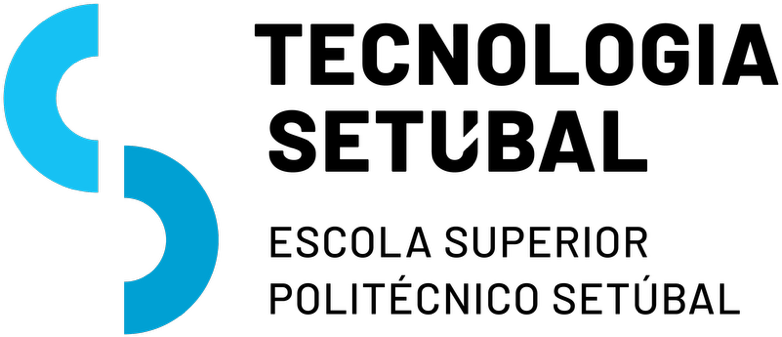 TECNOLOGIA
SETÚBAL
ESCOLA SUPERIOR
POLITÉCNICO SETÚBAL